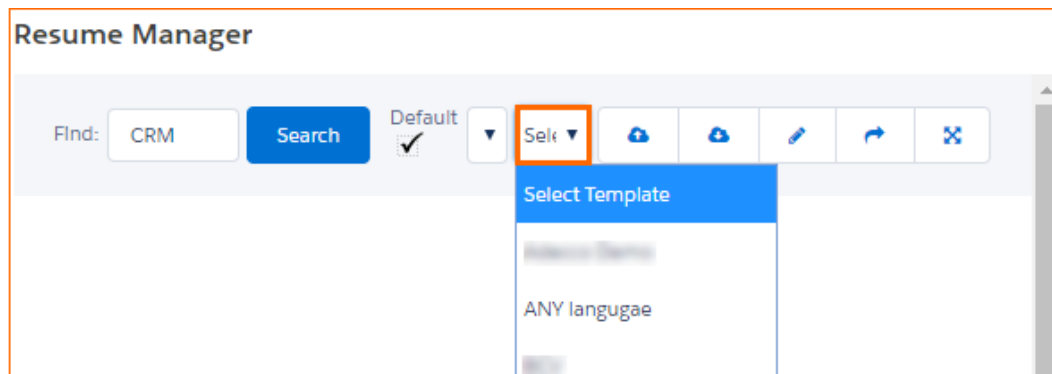 Resume Manager
FInd: CRM Search Default Sele
Select Template
ANY langugae